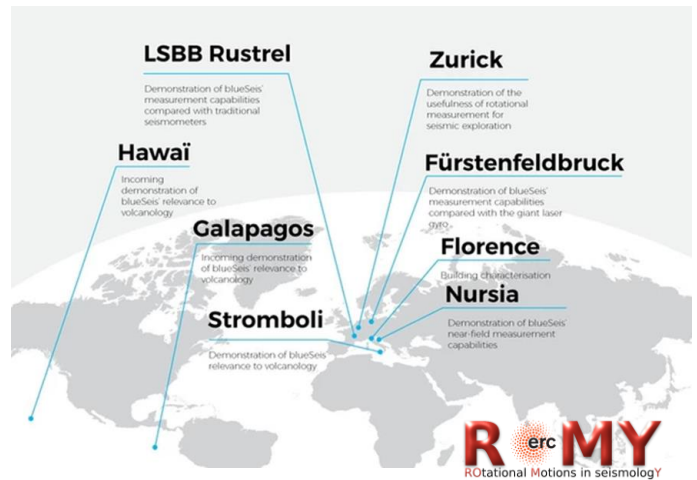 LSBB Rustrel
Demonstration of blueSeis'
measurement capabilities
compared with traditional
seismometers
Zurick
Demonstration of the
usefulness of rotational
measurement for
seismic exploration
Hawaï
Incoming
demonstration of
blueSeis' relevance to
volcanology
Fürstenfeldbruck
Demonstration of blueSeis'
measurement capabilities
compared with the giant laser
gyro
Galapagos
Incoming demonstration
of blueSeis' relevance to
volcanology
Florence
Building characterisation
Nursia
Demonstration of blueSeis'
near-field measurement
capabilities
Stromboli
Demonstration of blueSeis'
relevance to volcanology
R erc MY
ROtational Motions in seismologY